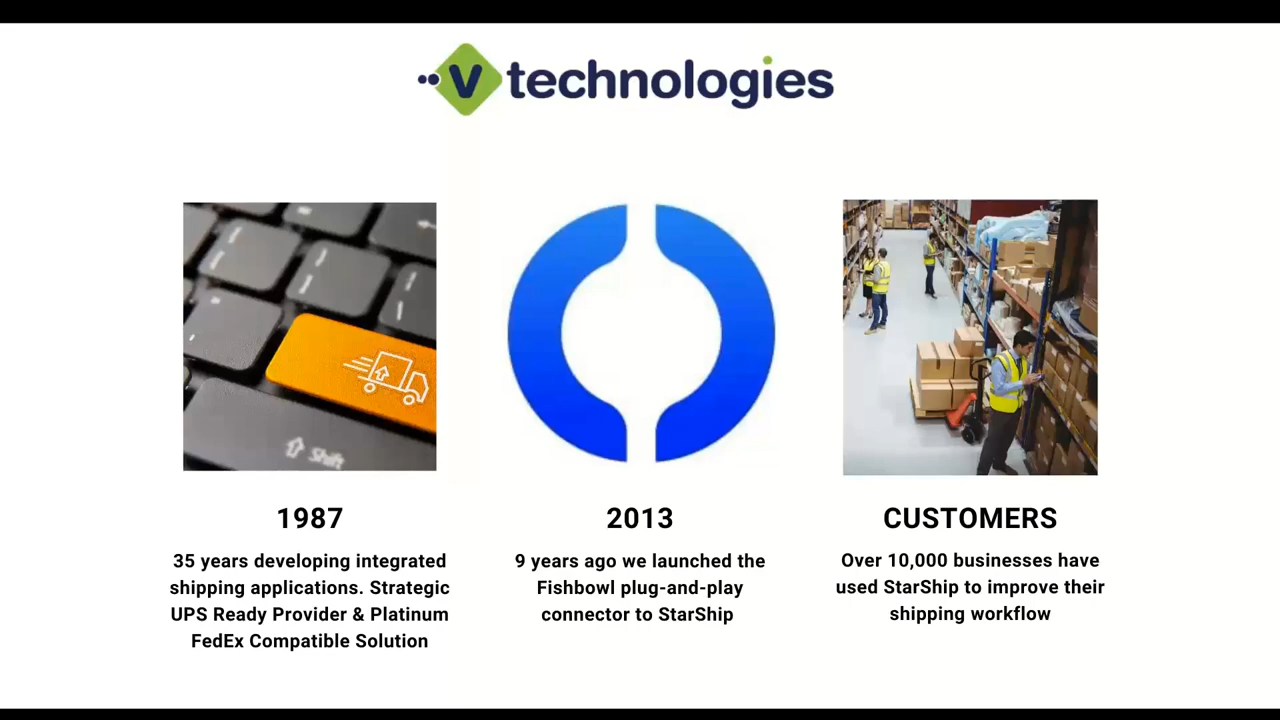 v technologies
Shift
1987
35 years developing integrated
shipping applications. Strategic
UPS Ready Provider & Platinum
FedEx Compatible Solution
2013
9 years ago we launched the
Fishbowl plug-and-play
connector to StarShip
CUSTOMERS
Over 10,000 businesses have
used StarShip to improve their
shipping workflow